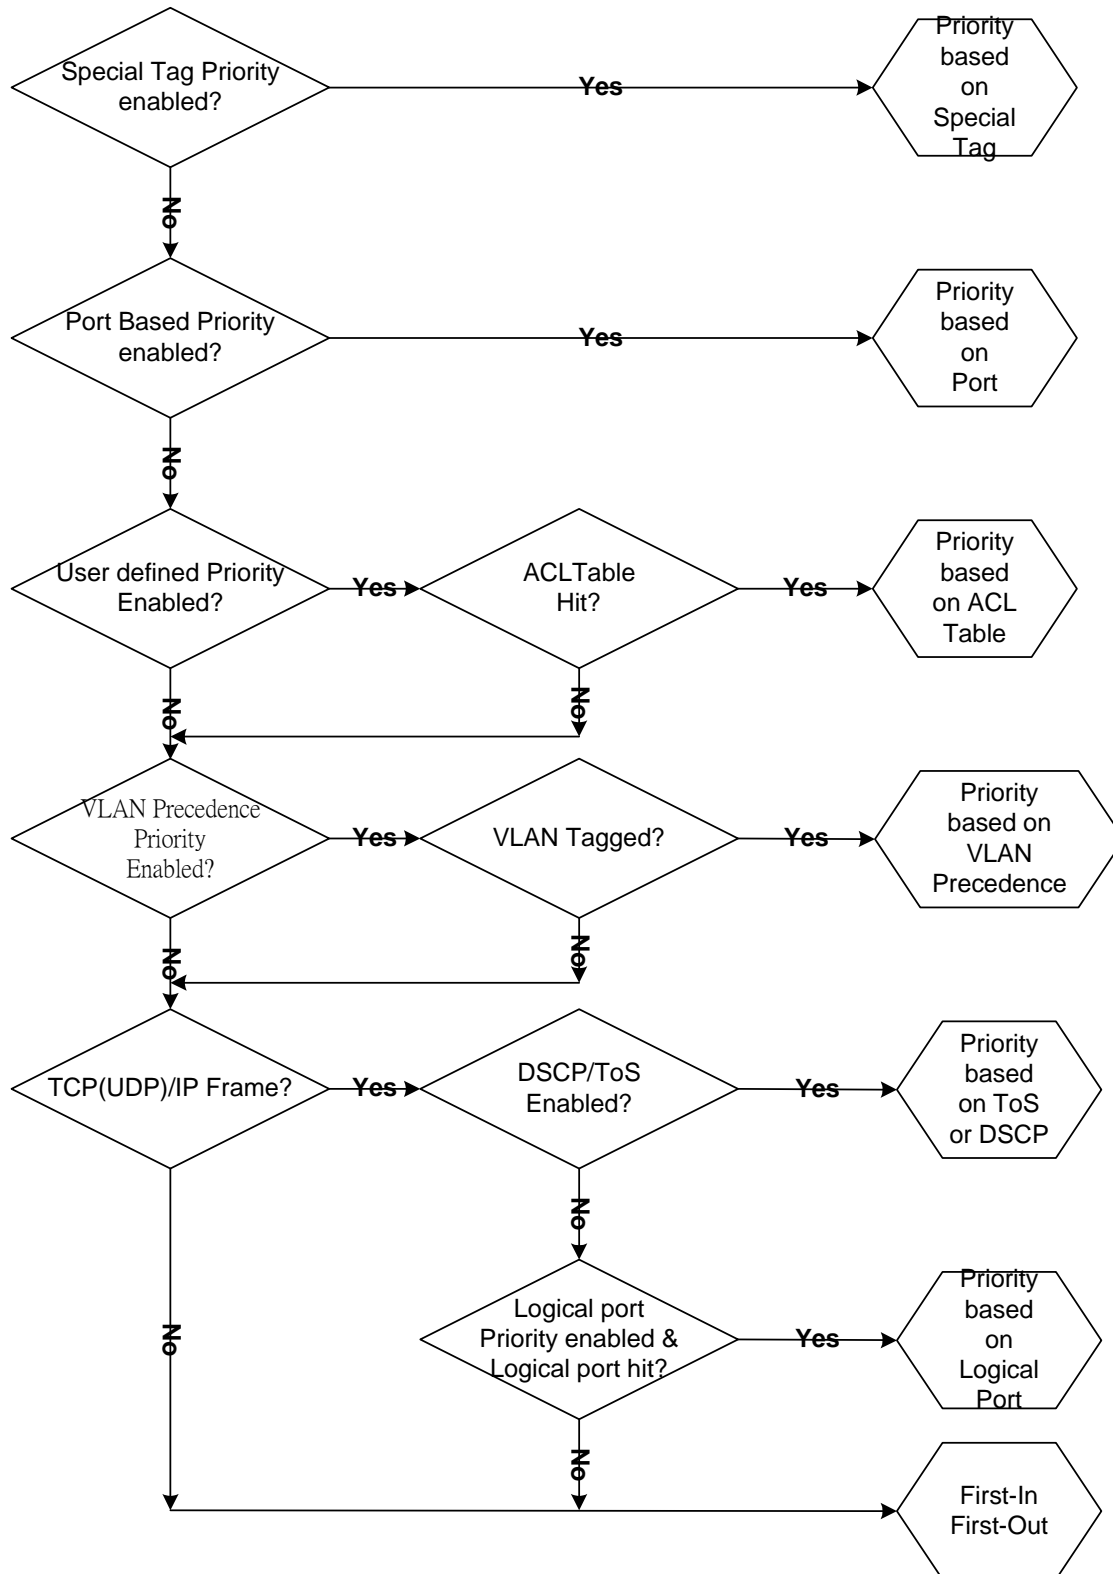 Special Tag Priority
enabled?
Yes
Priority
based
on
Special
Tag
No
Port Based Priority
enabled?
Yes
Priority
based
on
Port
No
User defined Priority
Enabled?
Yes
ACLTable
Hit?
Yes
Priority
based
on ACL
Table
No
No
VLAN Precedence
Priority
Enabled?
Yes
VLAN Tagged?
Yes
Priority
based on
VLAN
Precedence
No
No
TCP(UDP)/IP Frame?
Yes
DSCP/ToS
Enabled?
Yes
Priority
based
on ToS
or DSCP
No
Logical port
Priority enabled &
Logical port hit?
Yes
Priority
based
on
Logical
Port
No
No
First-In
First-Out